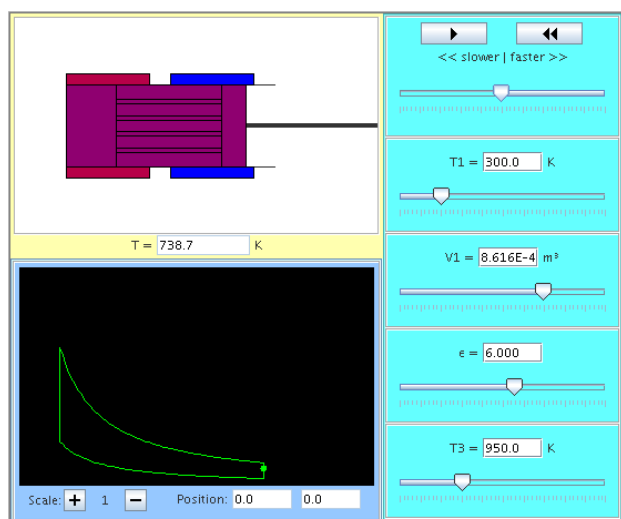 << slower | faster >>
T1 = 300.0 K
T = 738.7 K
V1 = 8.616E-4 m³
ϵ = 6.000
T3 = 950.0 K
Scale: + 1 − Position: 0.0 0.0